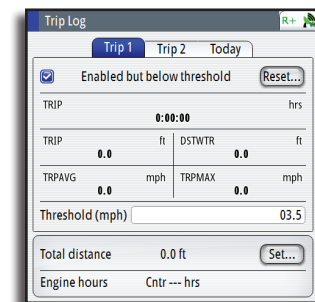 Trip Log R+
Trip 1 Trip 2 Today
Enabled but below threshold Reset...
TRIP hrs
0:00:00
TRIP ft DSTWTR ft
0.0 0.0
TRPAVG mph TRPMAX mph
0.0 0.0
Threshold (mph) 03.5
Total distance 0.0 ft Set...
Engine hours Cntr --- hrs